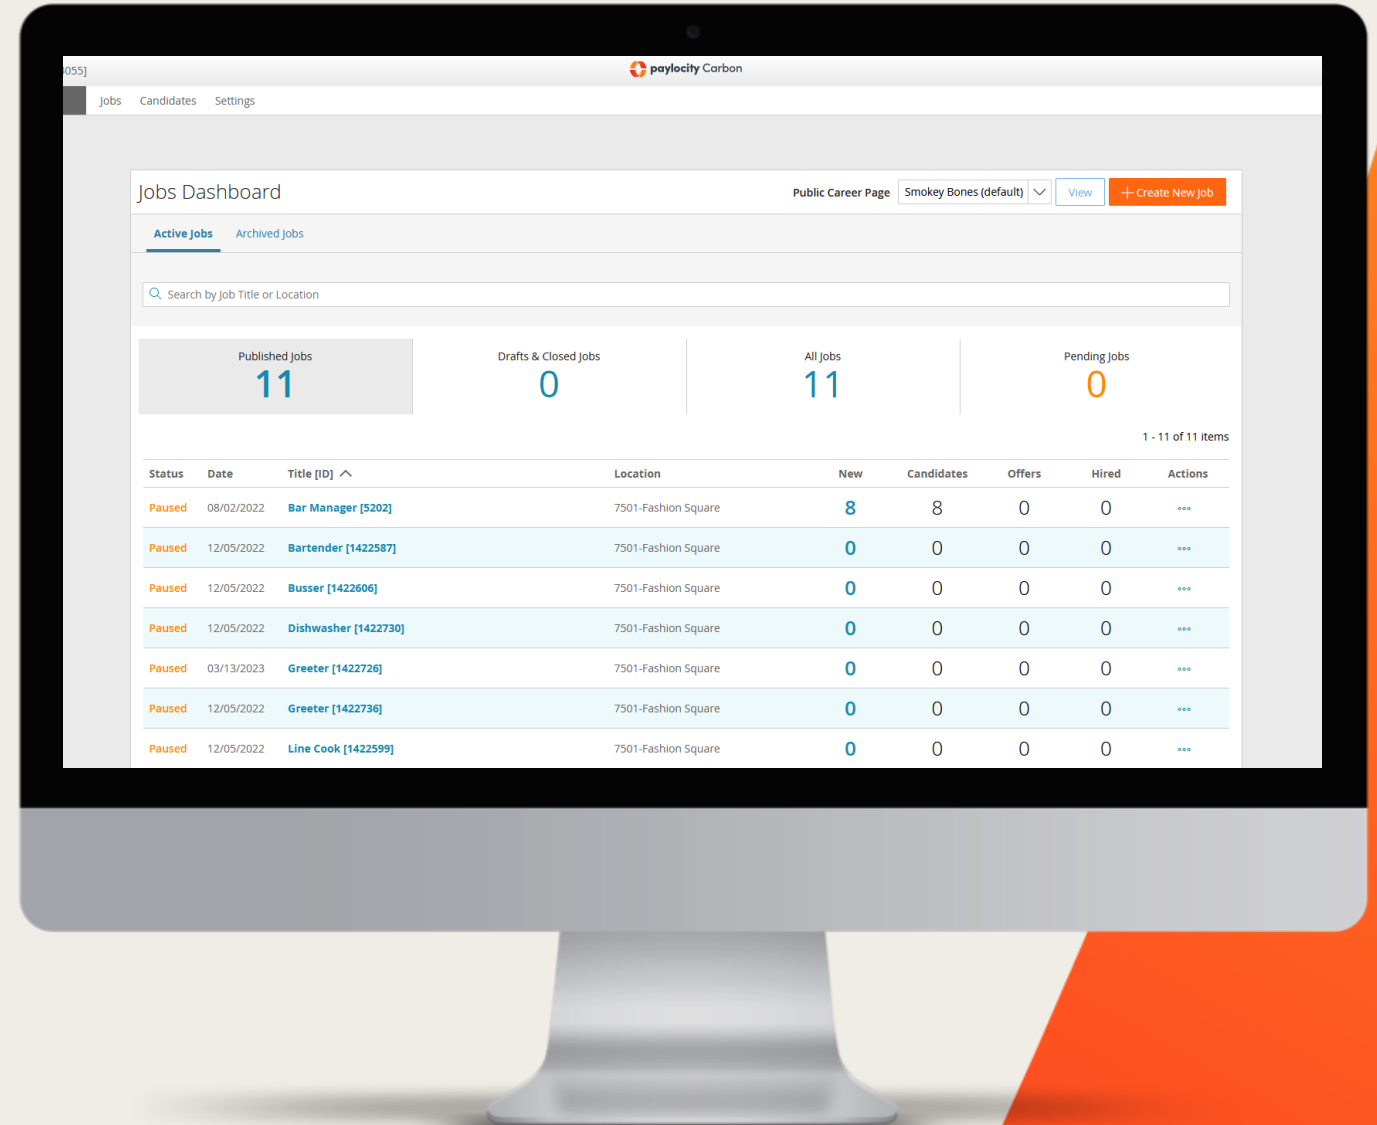 3055]
paylocity Carbon
Jobs Candidates Settings
Jobs Dashboard
Public Career Page Smokey Bones (default) View + Create New Job
Active Jobs Archived Jobs
Search by Job Title or Location
Published Jobs Drafts & Closed Jobs All Jobs Pending Jobs
11 0 11 0
1 - 11 of 11 items
Status Date Title [ID] Location New Candidates Offers Hired Actions
Paused 08/02/2022 Bar Manager [5202] 7501-Fashion Square 8 8 0 0
Paused 12/05/2022 Bartender [1422587] 7501-Fashion Square 0 0 0 0
Paused 12/05/2022 Busser [1422606] 7501-Fashion Square 0 0 0 0
Paused 12/05/2022 Dishwasher [1422730] 7501-Fashion Square 0 0 0 0
Paused 03/13/2023 Greeter [1422726] 7501-Fashion Square 0 0 0 0
Paused 12/05/2022 Greeter [1422736] 7501-Fashion Square 0 0 0 0
Paused 12/05/2022 Line Cook [1422599] 7501-Fashion Square 0 0 0 0